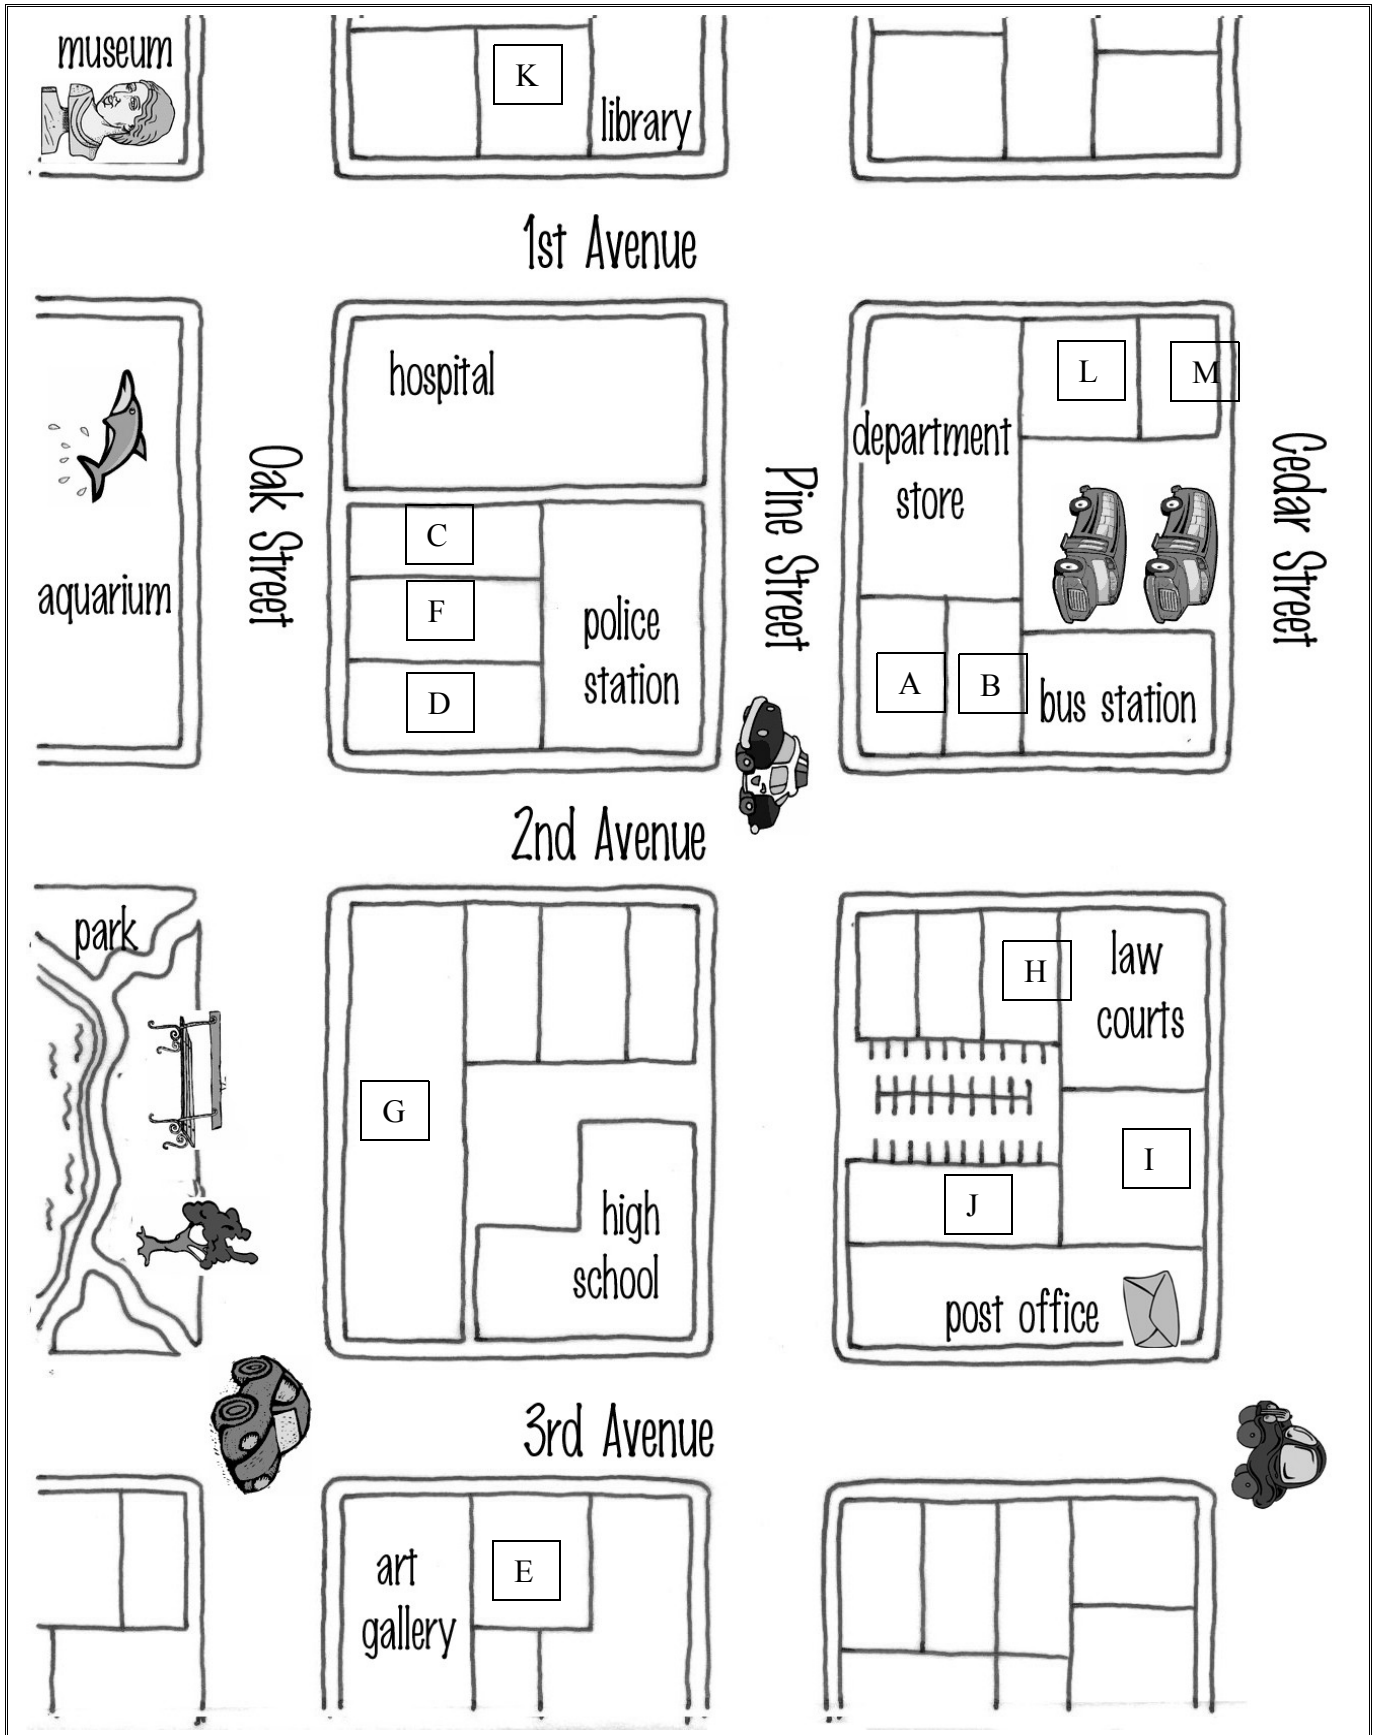 museum
K
library
1st Avenue
hospital
L
M
department
store
Oak Street
Pine Street
Cedar Street
C
F
D
aquarium
police
station
A
B
bus station
2nd Avenue
park
H
law
courts
G
I
J
high
school
post office
3rd Avenue
art
gallery
E